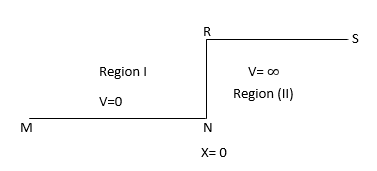 R
S
Region I
V= ∞
V=0
Region (II)
M
N
X= 0